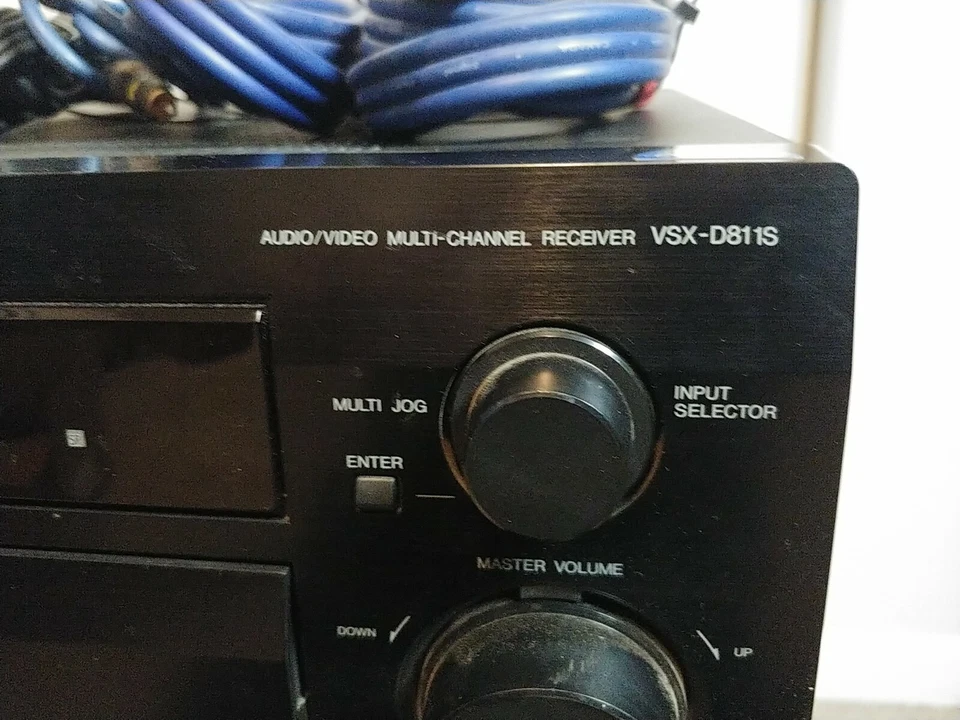 AUDIO/VIDEO MULTI-CHANNEL RECEIVER VSX-D811S
MULTI JOG
INPUT
SELECTOR
ENTER
MASTER VOLUME
DOWN
UP